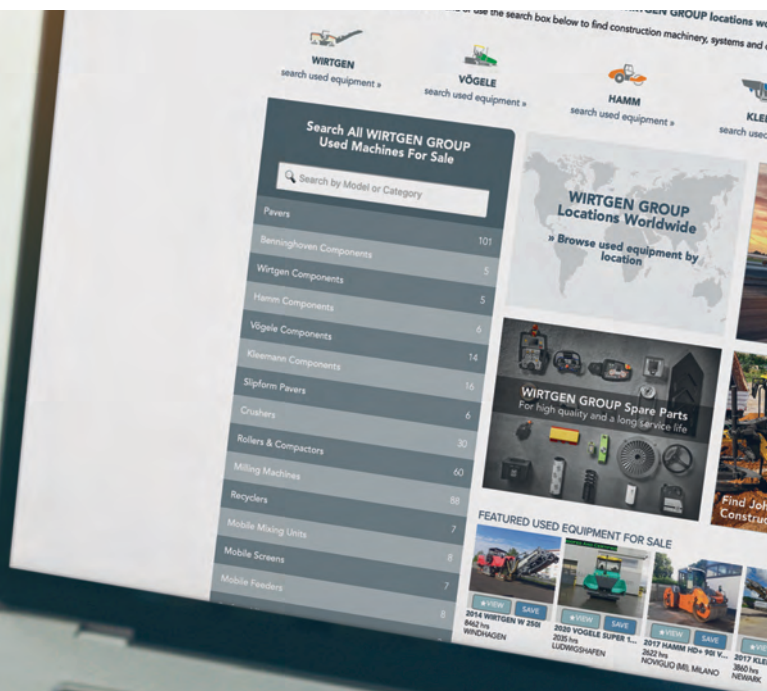 GROUP locations wo
or use the search box below to find construction machinery, systems and
WIRTGEN
search used equipment »
VÖGELE
search used equipment »
HAMM
search used equipment »
KLEE
search used
Search All WIRTGEN GROUP
Used Machines For Sale
Search by Model or Category
Pavers 101
Benninghoven Components 5
Wirtgen Components 5
Hamm Components 6
Vögele Components 14
Kleemann Components 16
Slipform Pavers 6
Crushers 30
Rollers & Compactors 60
Milling Machines 88
Recyclers 7
Mobile Mixing Units 8
Mobile Screens 7
Mobile Feeders 8
WIRTGEN GROUP
Locations Worldwide
» Browse used equipment by
location
WIRTGEN GROUP Spare Parts
For high quality and a long service life
Find Joh
Construc
FEATURED USED EQUIPMENT FOR SALE
★VIEW SAVE
2014 WIRTGEN W 250I
6462 hrs
WINDHAGEN
★VIEW SAVE
2020 VOGELE SUPER 1...
2035 hrs
LUDWIGSHAFEN
★VIEW SAVE
2017 HAMM HD+ 90I V...
2622 hrs
NOVIGLIO (MI), MILANO
★VIEW
2017 KLE
3860 hrs
NEWARK